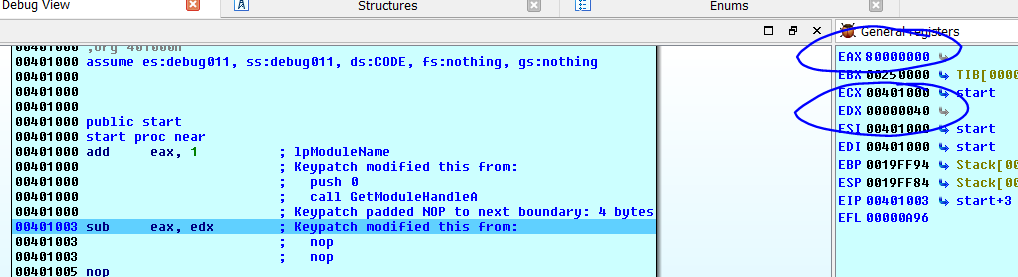 Debug View
Structures
Enums
00401000 ;org 401000h
00401000 assume es:debug011, ss:debug011, ds:CODE, fs:nothing, gs:nothing
00401000
00401000
00401000
00401000 public start
00401000 start proc near
00401000 add eax, 1 ; lpModuleName
00401000 ; Keypatch modified this from:
00401000 ; push 0
00401000 ; call GetModuleHandleA
00401000 ; Keypatch padded NOP to next boundary: 4 bytes
00401003 sub eax, edx ; Keypatch modified this from:
00401003 ; nop
00401003 ; nop
00401005 nop
General registers
EAX 80000000
EBX 00250000 TIB[0000
ECX 00401000 start
EDX 00000040
ESI 00401000 start
EDI 00401000 start
EBP 0019FF94 Stack[00
ESP 0019FF84 Stack[00
EIP 00401003 start+3
EFL 00000A96